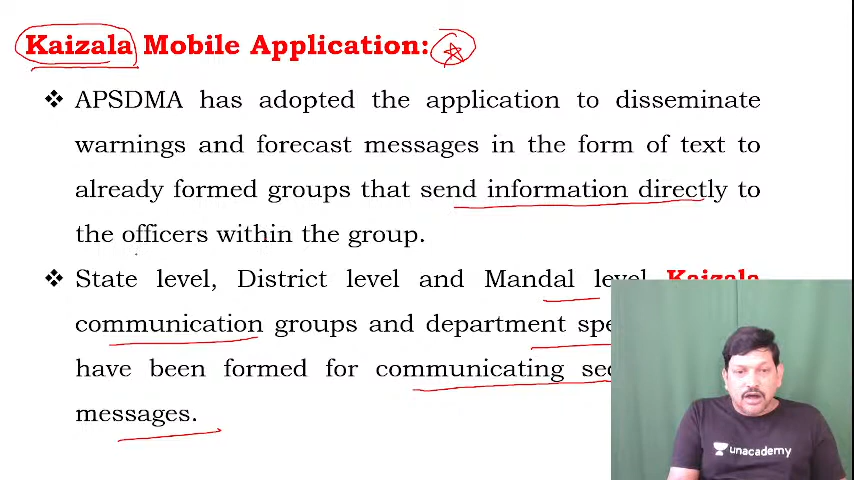 Kaizala Mobile Application:
❖ APSDMA has adopted the application to disseminate
warnings and forecast messages in the form of text to
already formed groups that send information directly to
the officers within the group.
❖ State level, District level and Mandal level Kaizala
communication groups and department
have been formed for communicating
messages.
unacademy